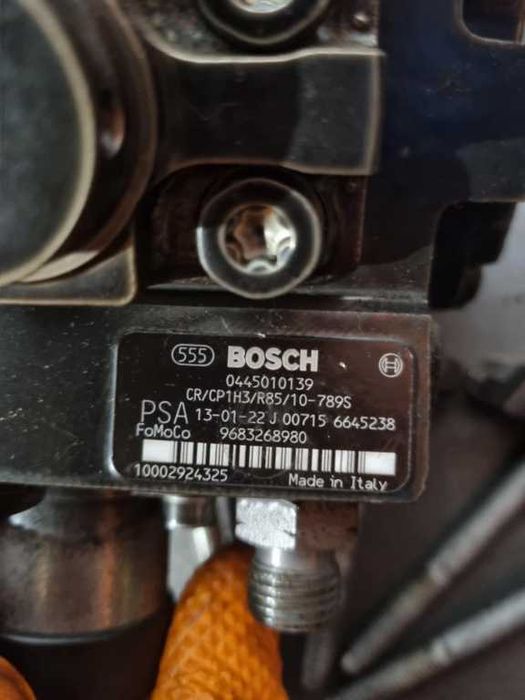 555 BOSCH
0445010139
CR/CP1H3/R85/10-789S
PSA 13-01-22 J 00715 6645238
FoMoCo 9683268980
10002924325 Made in Italy